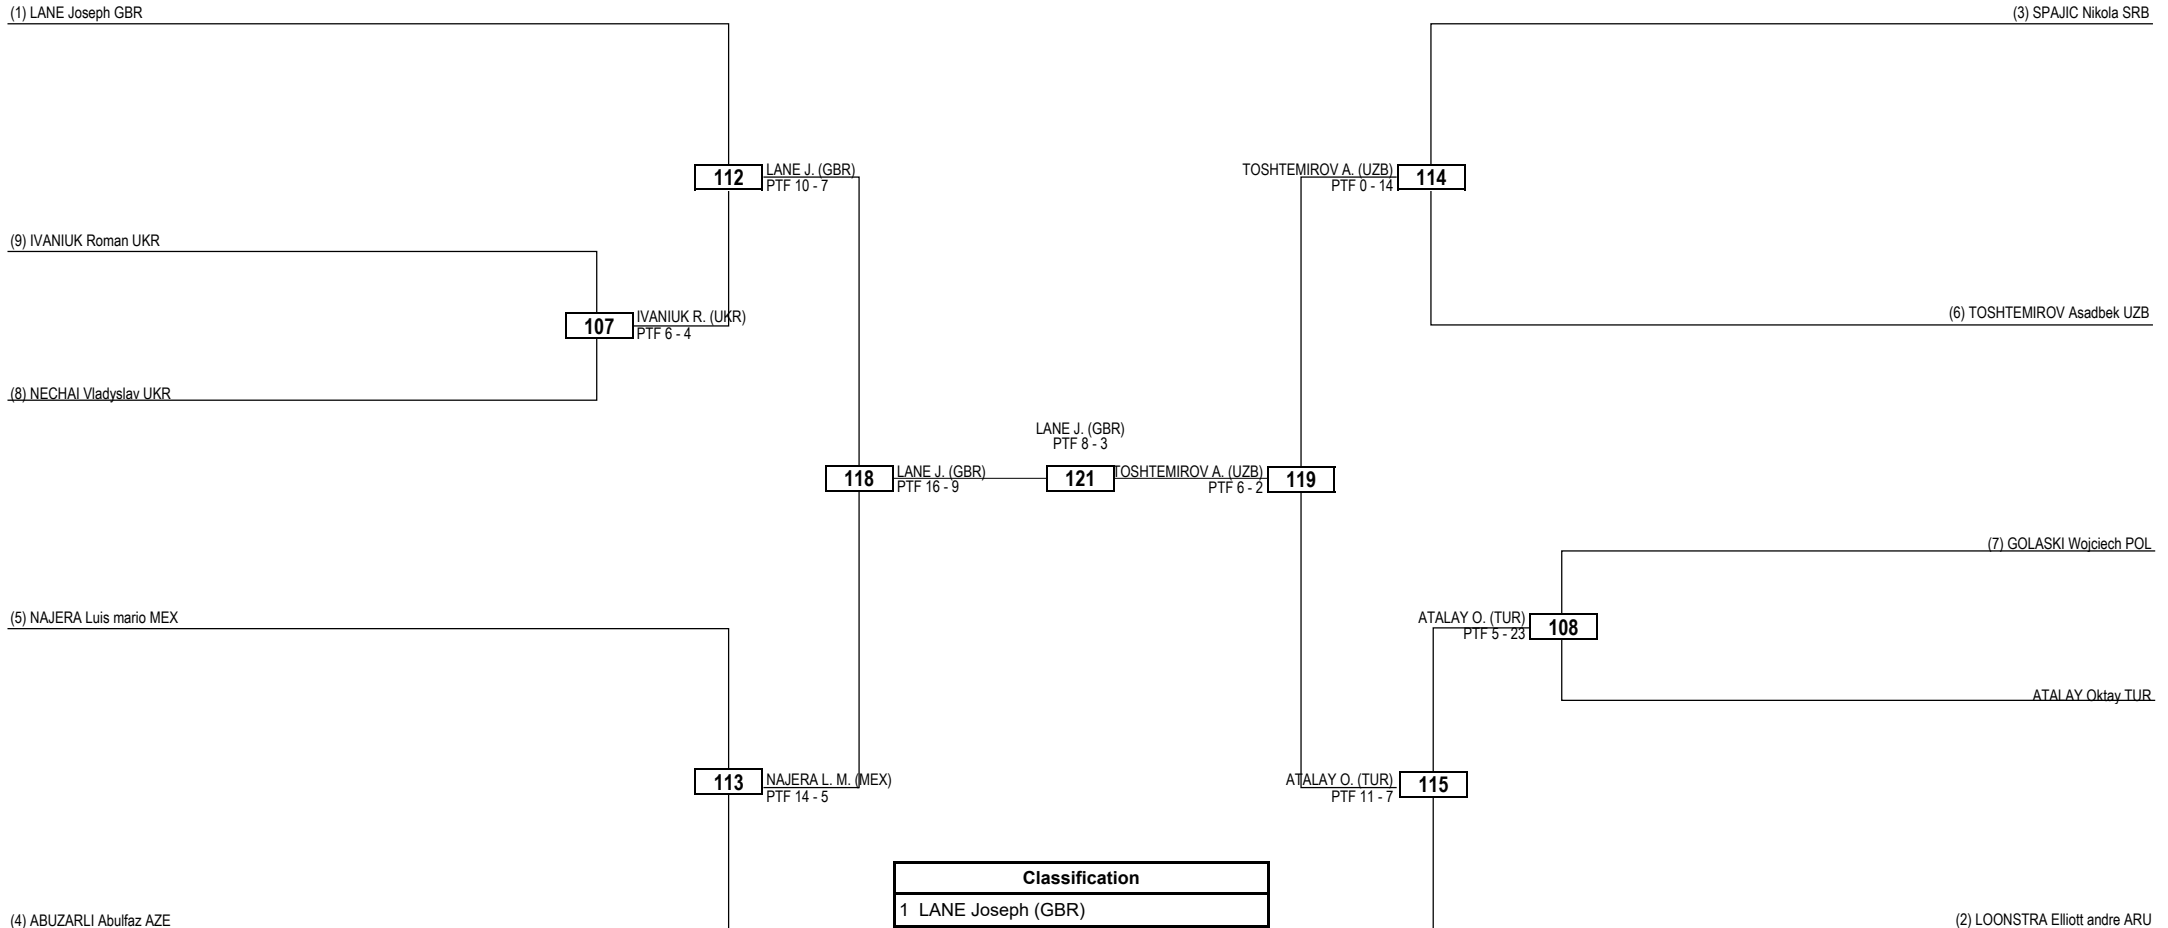 (1) LANE Joseph GBR
(3) SPAJIC Nikola SRB
112
LANE J. (GBR)
PTF 10 - 7
TOSHTEMIROV A. (UZB)
PTF 0 - 14
114
(9) IVANIUK Roman UKR
107
IVANIUK R. (UKR)
PTF 6 - 4
(6) TOSHTEMIROV Asadbek UZB
(8) NECHAI Vladyslav UKR
LANE J. (GBR)
PTF 8 - 3
118
LANE J. (GBR)
PTF 16 - 9
121
TOSHTEMIROV A. (UZB)
PTF 6 - 2
119
(7) GOLASKI Wojciech POL
(5) NAJERA Luis mario MEX
ATALAY O. (TUR)
PTF 5 - 23
108
ATALAY Oktay TUR
113
NAJERA L. M. (MEX)
PTF 14 - 5
ATALAY O. (TUR)
PTF 11 - 7
115
Classification
1 LANE Joseph (GBR)
(4) ABUZARLI Abulfaz AZE
(2) LOONSTRA Elliott andre ARU